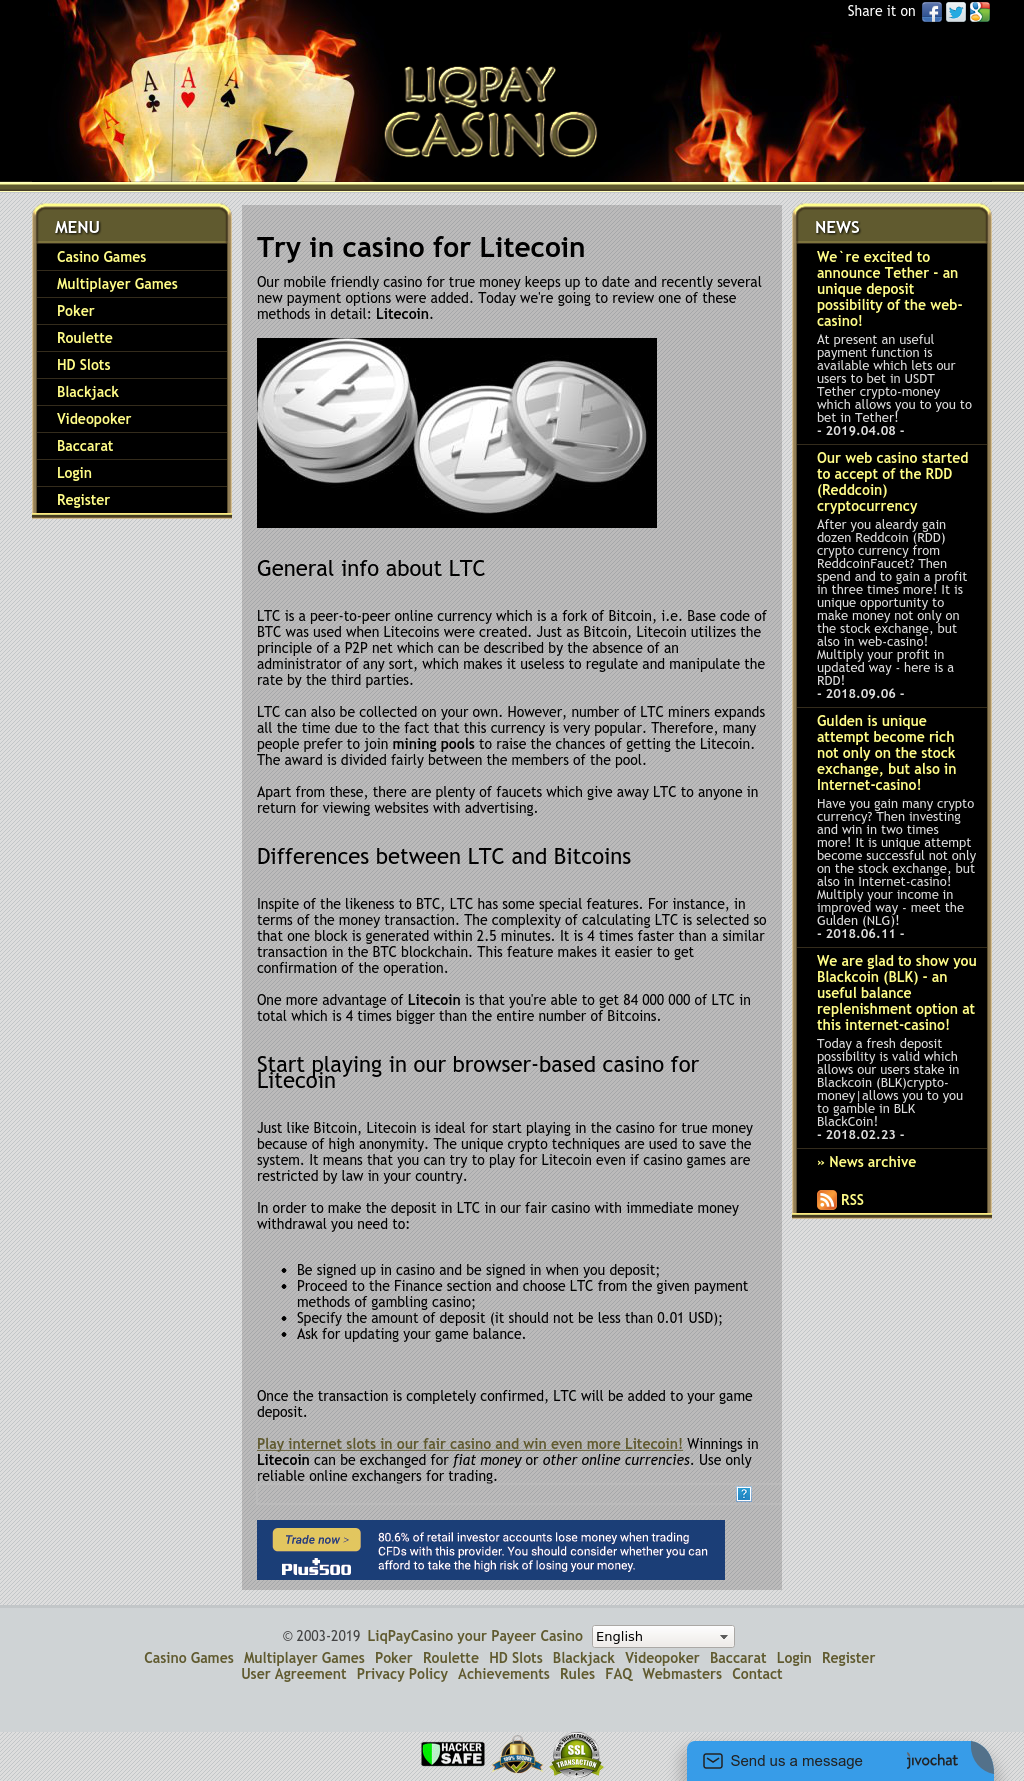 Share it on
LIQPAY
CASINO
MENU
Casino Games
Multiplayer Games
Poker
Roulette
HD Slots
Blackjack
Videopoker
Baccarat
Login
Register
Try in casino for Litecoin
Our mobile friendly casino for true money keeps up to date and recently several
new payment options were added. Today we're going to review one of these
methods in detail: Litecoin.
General info about LTC
LTC is a peer-to-peer online currency which is a fork of Bitcoin, i.e. Base code of
BTC was used when Litecoins were created. Just as Bitcoin, Litecoin utilizes the
principle of a P2P net which can be described by the absence of an
administrator of any sort, which makes it useless to regulate and manipulate the
rate by the third parties.
LTC can also be collected on your own. However, number of LTC miners expands
all the time due to the fact that this currency is very popular. Therefore, many
people prefer to join mining pools to raise the chances of getting the Litecoin.
The award is divided fairly between the members of the pool.
Apart from these, there are plenty of faucets which give away LTC to anyone in
return for viewing websites with advertising.
Differences between LTC and Bitcoins
Inspite of the likeness to BTC, LTC has some special features. For instance, in
terms of the money transaction. The complexity of calculating LTC is selected so
that one block is generated within 2.5 minutes. It is 4 times faster than a similar
transaction in the BTC blockchain. This feature makes it easier to get
confirmation of the operation.
One more advantage of Litecoin is that you're able to get 84 000 000 of LTC in
total which is 4 times bigger than the entire number of Bitcoins.
Start playing in our browser-based casino for
Litecoin
Just like Bitcoin, Litecoin is ideal for start playing in the casino for true money
because of high anonymity. The unique crypto techniques are used to save the
system. It means that you can try to play for Litecoin even if casino games are
restricted by law in your country.
In order to make the deposit in LTC in our fair casino with immediate money
withdrawal you need to:
• Be signed up in casino and be signed in when you deposit;
• Proceed to the Finance section and choose LTC from the given payment
methods of gambling casino;
• Specify the amount of deposit (it should not be less than 0.01 USD);
• Ask for updating your game balance.
Once the transaction is completely confirmed, LTC will be added to your game
deposit.
Play internet slots in our fair casino and win even more Litecoin! Winnings in
Litecoin can be exchanged for fiat money or other online currencies. Use only
reliable online exchangers for trading.
?
Trade now >
Plus500
80.6% of retail investor accounts lose money when trading
CFDs with this provider. You should consider whether you can
afford to take the high risk of losing your money.
NEWS
We`re excited to
announce Tether - an
unique deposit
possibility of the web-
casino!
At present an useful
payment function is
available which lets our
users to bet in USDT
Tether crypto-money
which allows you to you to
bet in Tether!
- 2019.04.08 -
Our web casino started
to accept of the RDD
(Reddcoin)
cryptocurrency
After you aleardy gain
dozen Reddcoin (RDD)
crypto currency from
ReddcoinFaucet? Then
spend and to gain a profit
in three times more! It is
unique opportunity to
make money not only on
the stock exchange, but
also in web-casino!
Multiply your profit in
updated way - here is a
RDD!
- 2018.09.06 -
Gulden is unique
attempt become rich
not only on the stock
exchange, but also in
Internet-casino!
Have you gain many crypto
currency? Then investing
and win in two times
more! It is unique attempt
become successful not only
on the stock exchange, but
also in Internet-casino!
Multiply your income in
improved way - meet the
Gulden (NLG)!
- 2018.06.11 -
We are glad to show you
Blackcoin (BLK) - an
useful balance
replenishment option at
this internet-casino!
Today a fresh deposit
possibility is valid which
allows our users stake in
Blackcoin (BLK)crypto-
money|allows you to you
to gamble in BLK
BlackCoin!
- 2018.02.23 -
» News archive
RSS
© 2003-2019 LiqPayCasino your Payeer Casino English
Casino Games Multiplayer Games Poker Roulette HD Slots Blackjack Videopoker Baccarat Login Register
User Agreement Privacy Policy Achievements Rules FAQ Webmasters Contact
HACKER
SAFE
100% SECURE
SSL
Send us a message
jivochat